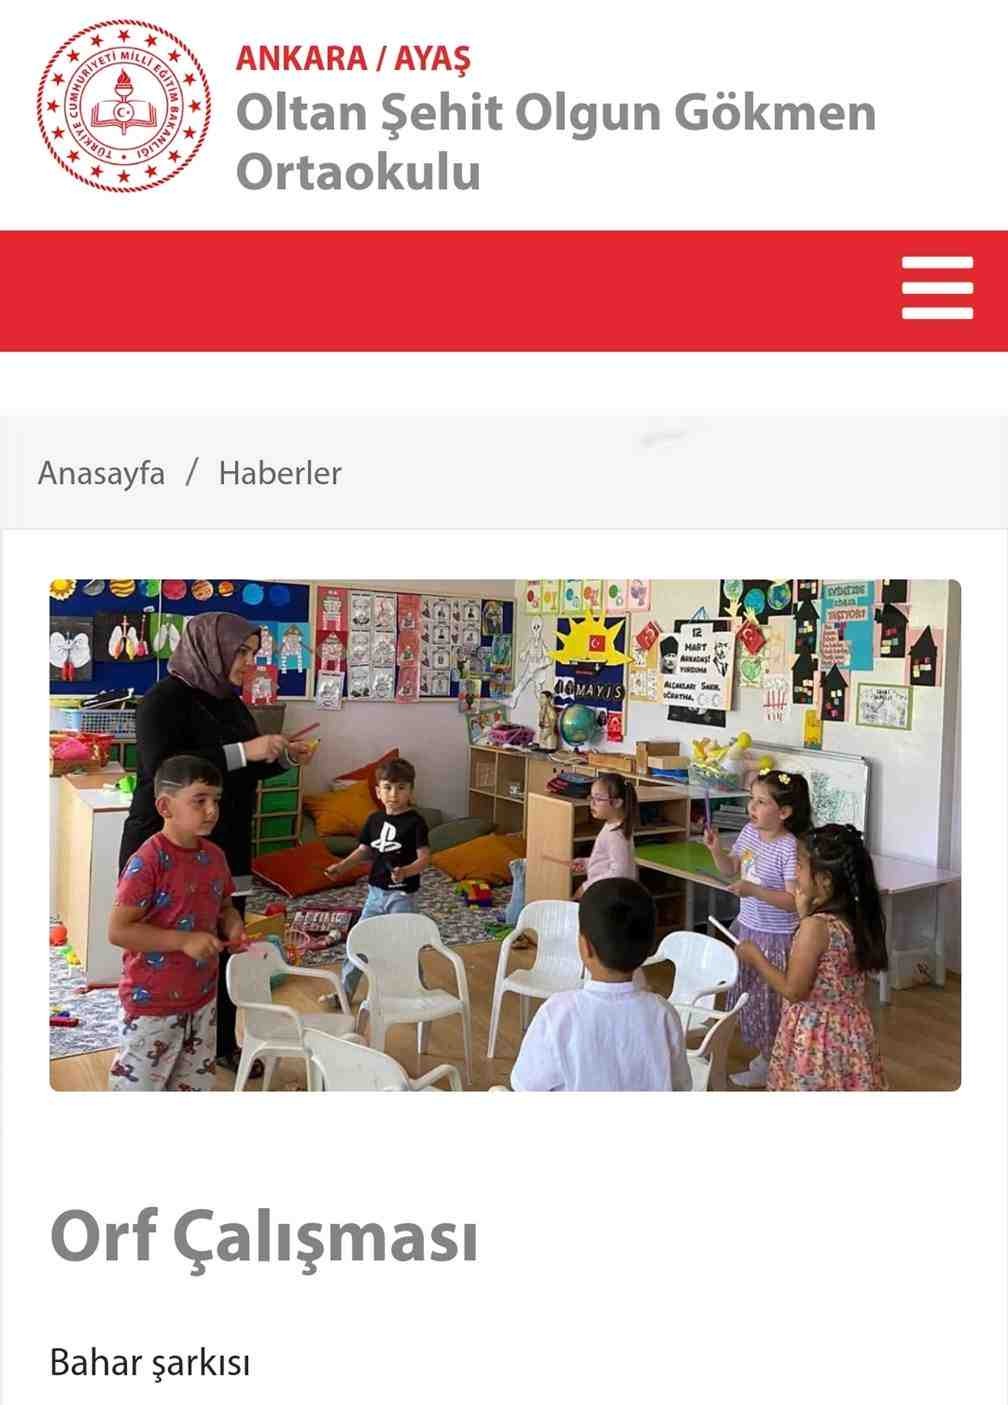 TÜRKİYE CUMHURİYETİ MİLLÎ EĞİTİM BAKANLIĞI
ANKARA / AYAŞ
Oltan Şehit Olgun Gökmen
Ortaokulu
Anasayfa / Haberler
12
MART
MAYIS
Orf Çalışması
Bahar şarkısı